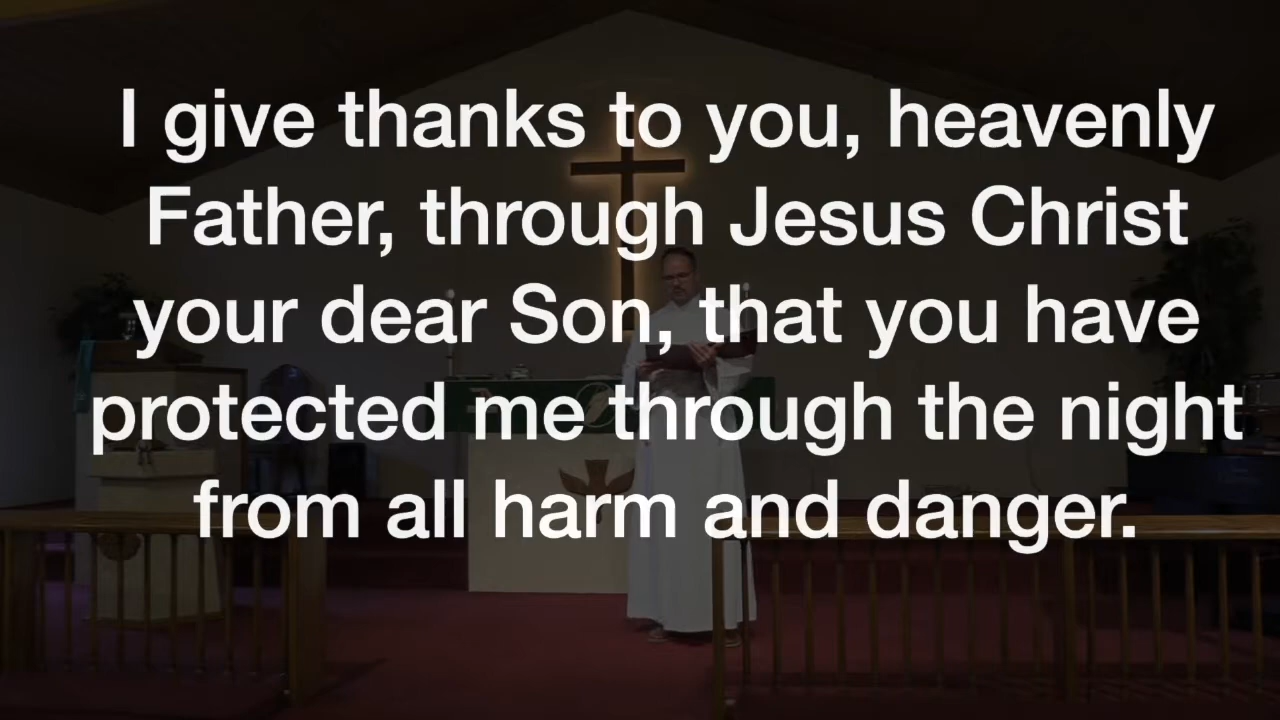 I give thanks to you, heavenly
Father, through Jesus Christ
your dear Son, that you have
protected me through the night
from all harm and danger.